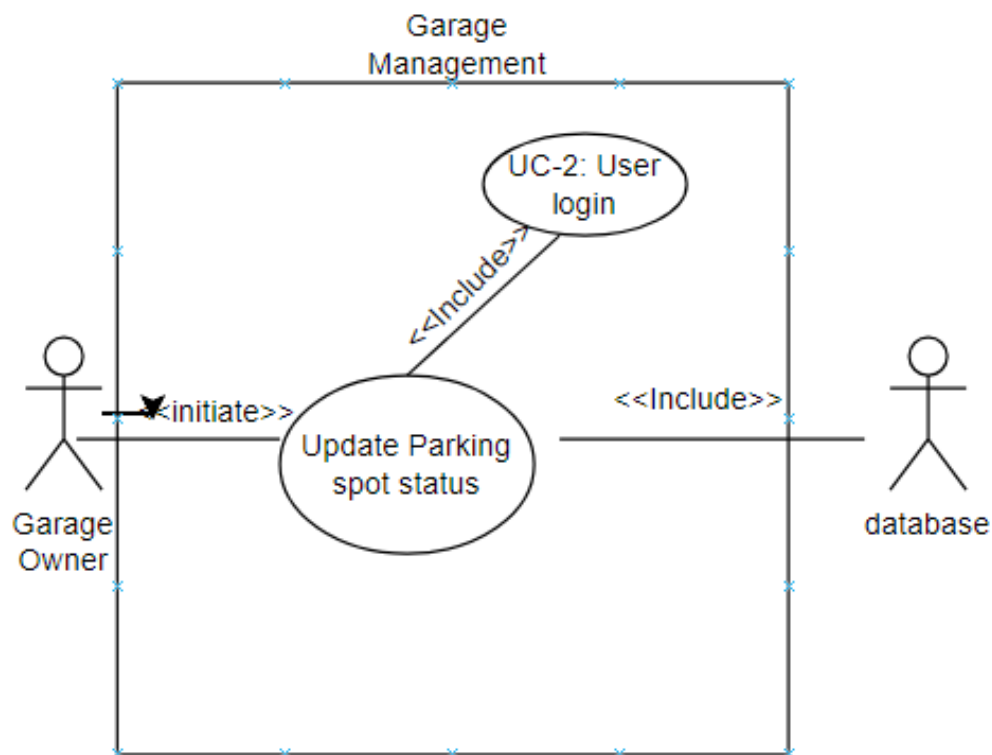 Garage
Management
UC-2: User
login
<<Include>>
<<initiate>>
<<Include>>
Update Parking
spot status
Garage
Owner
database